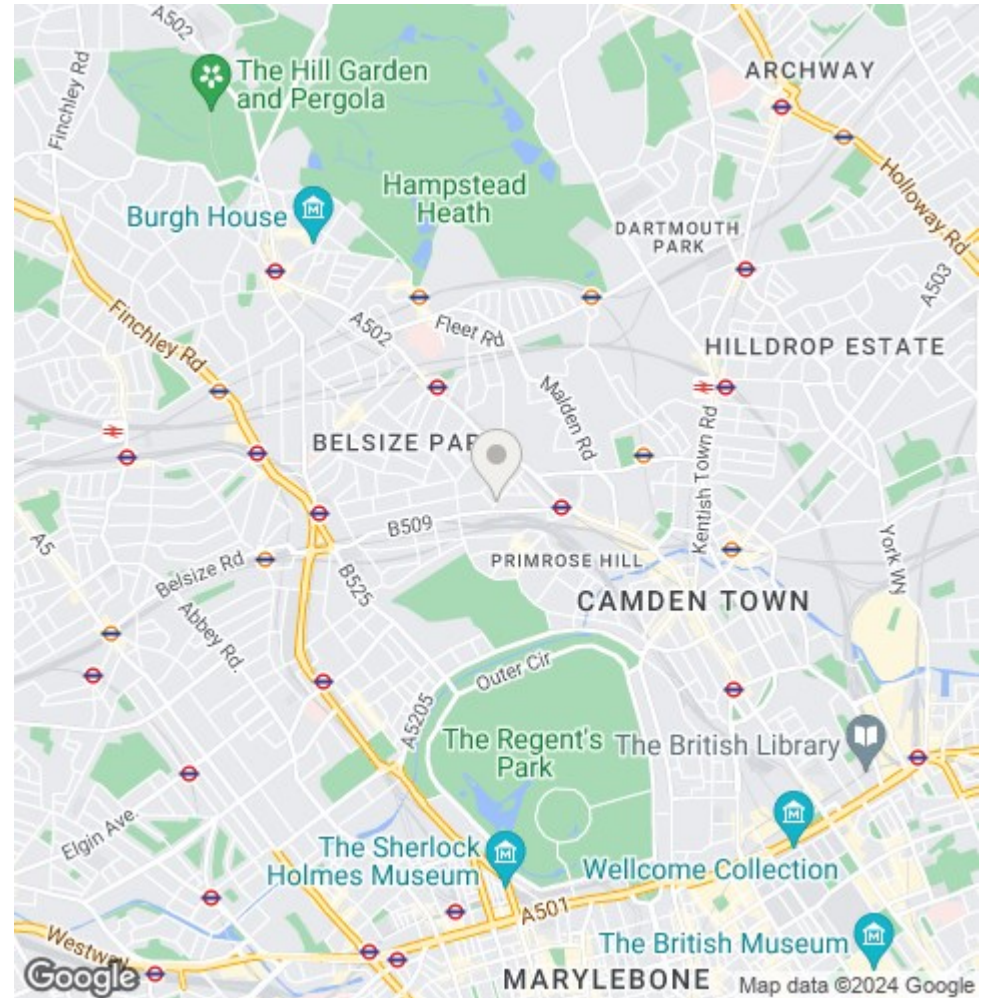 A502
Finchley Rd
The Hill Garden
and Pergola
ARCHWAY
Holloway Rd
Hampstead
Heath
Burgh House
DARTMOUTH
PARK
A503
Finchley Rd
A502
Fleet Rd
HILLDROP ESTATE
Malden Rd
BELSIZE PAR
Kentish Town Rd
B509
A5
PRIMROSE HILL
York Wy
Belsize Rd
B525
Abbey Rd.
CAMDEN TOWN
Outer Cir
A5205
The Regent's
Park
The British Library
Elgin Ave.
The Sherlock
Holmes Museum
Wellcome Collection
A501
Westway
The British Museum
MARYLEBONE
Google
Map data ©2024 Google